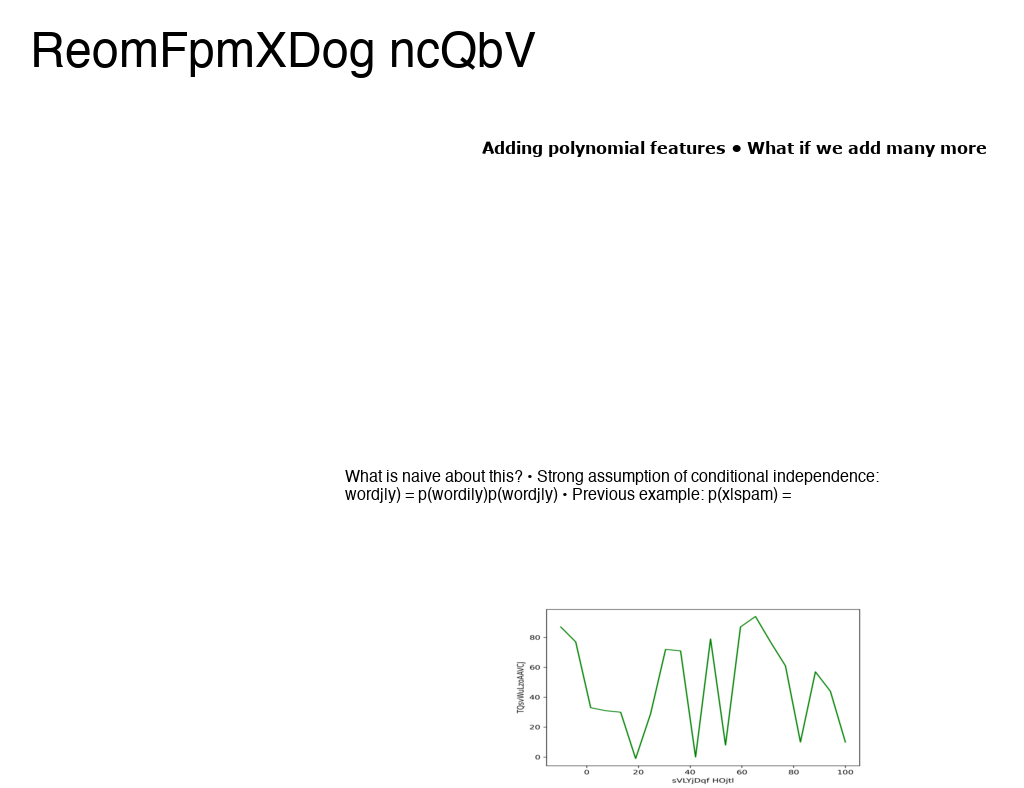 ReomFpmXDog ncQbV
Adding polynomial features • What if we add many more
What is naive about this? • Strong assumption of conditional independence:
wordjly) = p(wordily)p(wordjly) • Previous example: p(xlspam) =
80
60
40
20
0
TQsvWuLzoAAVCj
0 20 40 60 80 100
sVLYjDqf HOjtl